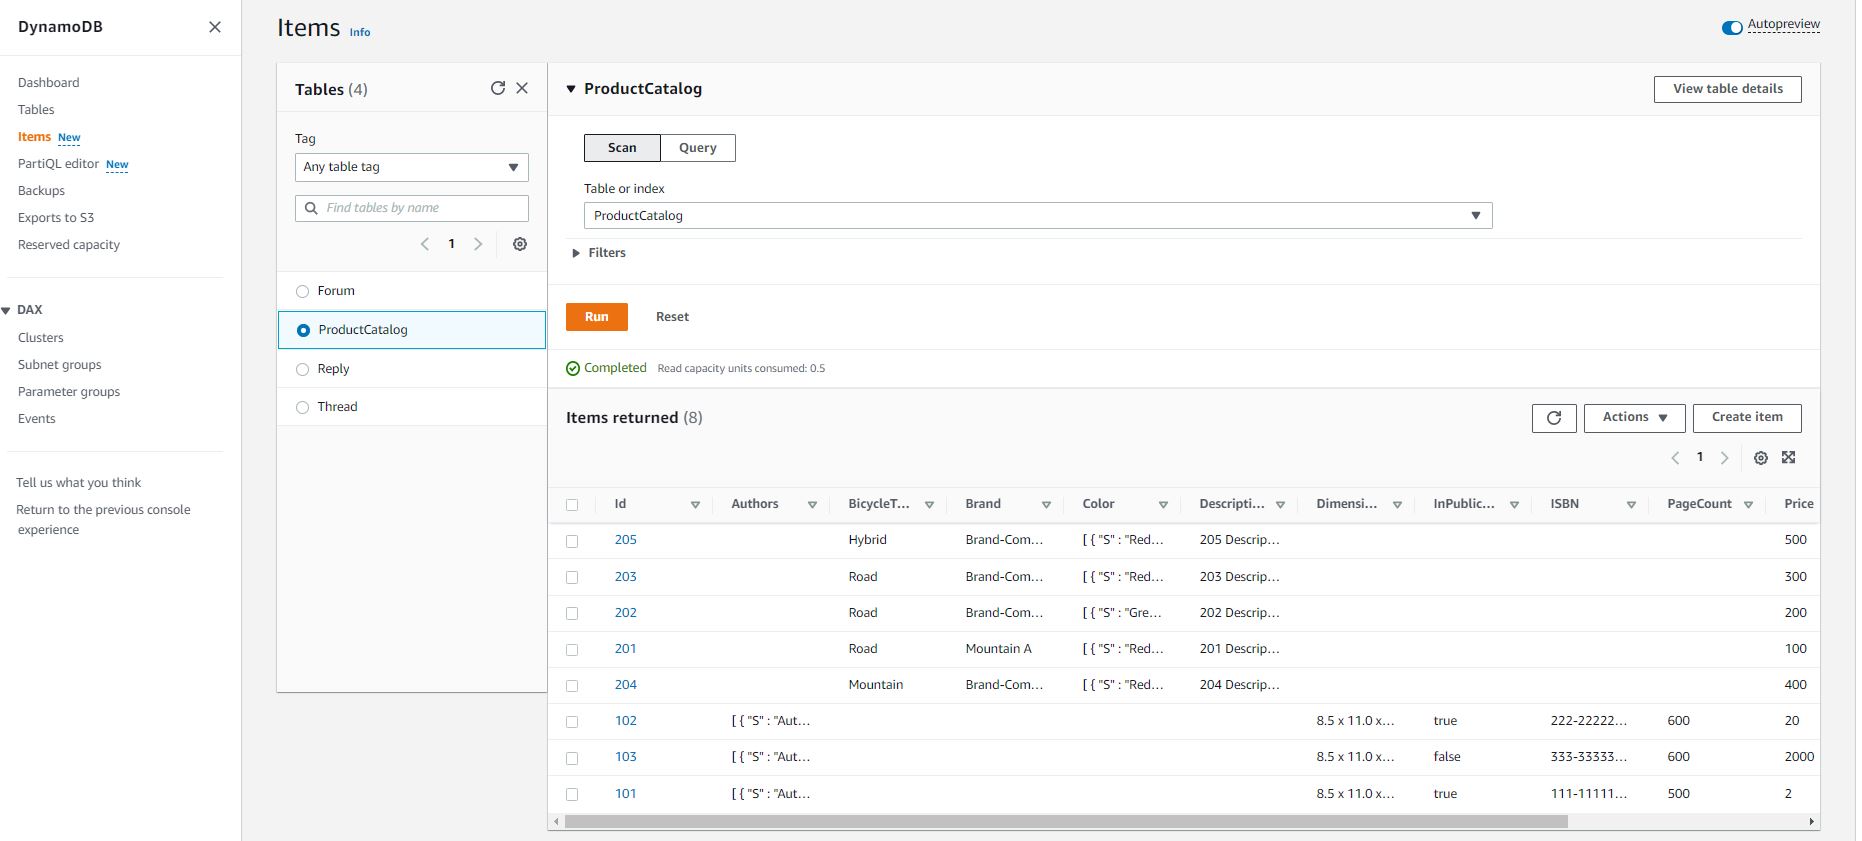 DynamoDB
Dashboard
Tables
Items New
PartiQL editor New
Backups
Exports to S3
Reserved capacity
DAX
Clusters
Subnet groups
Parameter groups
Events
Tell us what you think
Return to the previous console
experience
Items Info
Autopreview
Tables (4)
Tag
Any table tag
Find tables by name
1
Forum
ProductCatalog
Reply
Thread
ProductCatalog
View table details
Scan Query
Table or index
ProductCatalog
Filters
Run Reset
Completed Read capacity units consumed: 0.5
Items returned (8)
Actions Create item
1
Id Authors BicycleT... Brand Color Descripti... Dimensi... InPublic... ISBN PageCount Price
205 Hybrid Brand-Com... [ { "S" : "Red... 205 Descrip... 500
203 Road Brand-Com... [ { "S" : "Red... 203 Descrip... 300
202 Road Brand-Com... [ { "S" : "Gre... 202 Descrip... 200
201 Road Mountain A [ { "S" : "Red... 201 Descrip... 100
204 Mountain Brand-Com... [ { "S" : "Red... 204 Descrip... 400
102 [ { "S" : "Aut... 8.5 x 11.0 x... true 222-22222... 600 20
103 [ { "S" : "Aut... 8.5 x 11.0 x... false 333-33333... 600 2000
101 [ { "S" : "Aut... 8.5 x 11.0 x... true 111-11111... 500 2